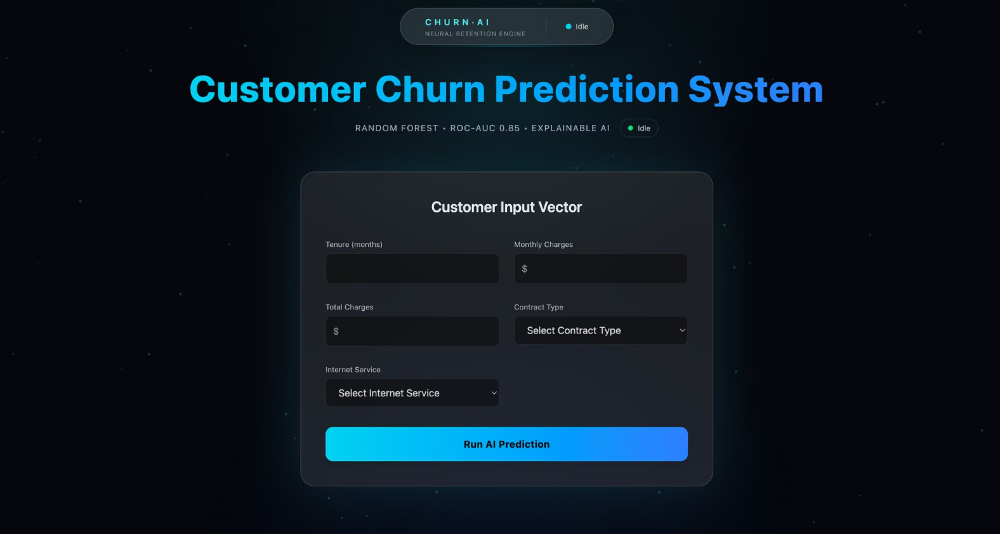 CHURN·AI
NEURAL RETENTION ENGINE
Idle
Customer Churn Prediction System
RANDOM FOREST • ROC-AUC 0.85 • EXPLAINABLE AI
Idle
Customer Input Vector
Tenure (months)
Monthly Charges
$
Total Charges
$
Contract Type
Select Contract Type
Internet Service
Select Internet Service
Run AI Prediction